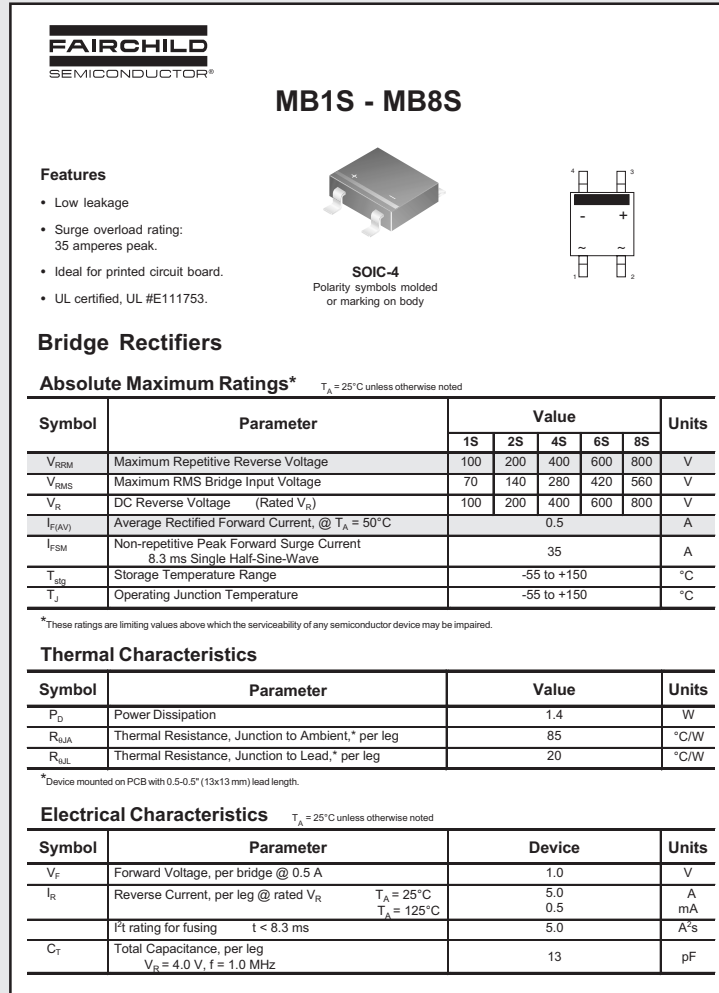 FAIRCHILD
SEMICONDUCTOR®
MB1S - MB8S
Features
• Low leakage
• Surge overload rating:
35 amperes peak.
• Ideal for printed circuit board.
• UL certified, UL #E111753.
+ -
SOIC-4
Polarity symbols molded
or marking on body
4 3
- +
~ ~
1 2
Bridge Rectifiers
Absolute Maximum Ratings* TA = 25°C unless otherwise noted
Symbol Parameter Value Units
1S 2S 4S 6S 8S
VRRM Maximum Repetitive Reverse Voltage 100 200 400 600 800 V
VRMS Maximum RMS Bridge Input Voltage 70 140 280 420 560 V
VR DC Reverse Voltage (Rated VR) 100 200 400 600 800 V
IF(AV) Average Rectified Forward Current, @ TA = 50°C 0.5 A
IFSM Non-repetitive Peak Forward Surge Current
8.3 ms Single Half-Sine-Wave 35 A
Tstg Storage Temperature Range -55 to +150 °C
TJ Operating Junction Temperature -55 to +150 °C
*These ratings are limiting values above which the serviceability of any semiconductor device may be impaired.
Thermal Characteristics
Symbol Parameter Value Units
PD Power Dissipation 1.4 W
RθJA Thermal Resistance, Junction to Ambient,* per leg 85 °C/W
RθJL Thermal Resistance, Junction to Lead,* per leg 20 °C/W
*Device mounted on PCB with 0.5-0.5" (13x13 mm) lead length.
Electrical Characteristics TA = 25°C unless otherwise noted
Symbol Parameter Device Units
VF Forward Voltage, per bridge @ 0.5 A 1.0 V
IR Reverse Current, per leg @ rated VR TA = 25°C 5.0 A
TA = 125°C 0.5 mA
I²t rating for fusing t < 8.3 ms 5.0 A²s
CT Total Capacitance, per leg
VR = 4.0 V, f = 1.0 MHz 13 pF